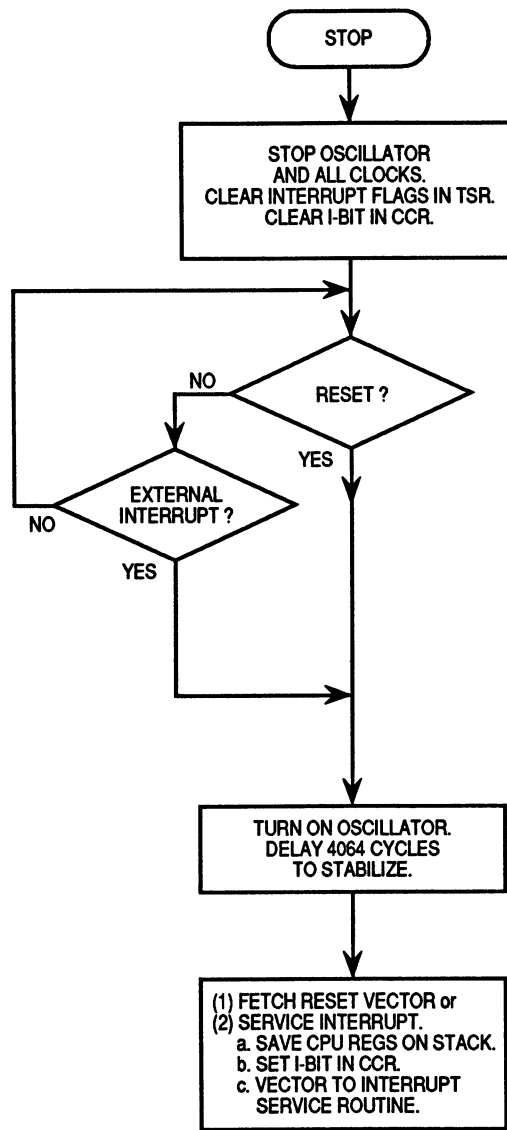 STOP
STOP OSCILLATOR
AND ALL CLOCKS.
CLEAR INTERRUPT FLAGS IN TSR.
CLEAR I-BIT IN CCR.
RESET ?
NO
YES
EXTERNAL
INTERRUPT ?
NO
YES
TURN ON OSCILLATOR.
DELAY 4064 CYCLES
TO STABILIZE.
(1) FETCH RESET VECTOR or
(2) SERVICE INTERRUPT.
a. SAVE CPU REGS ON STACK.
b. SET I-BIT IN CCR.
c. VECTOR TO INTERRUPT
SERVICE ROUTINE.